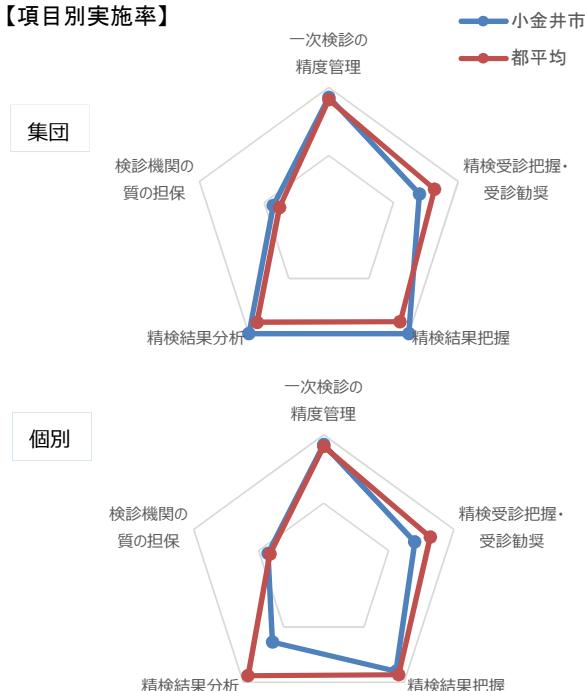 【項目別実施率】
小金井市
都平均
集団
一次検診の
精度管理
検診機関の
質の担保
精検受診把握・
受診勧奨
精検結果分析
精検結果把握
個別
一次検診の
精度管理
検診機関の
質の担保
精検受診把握・
受診勧奨
精検結果分析
精検結果把握